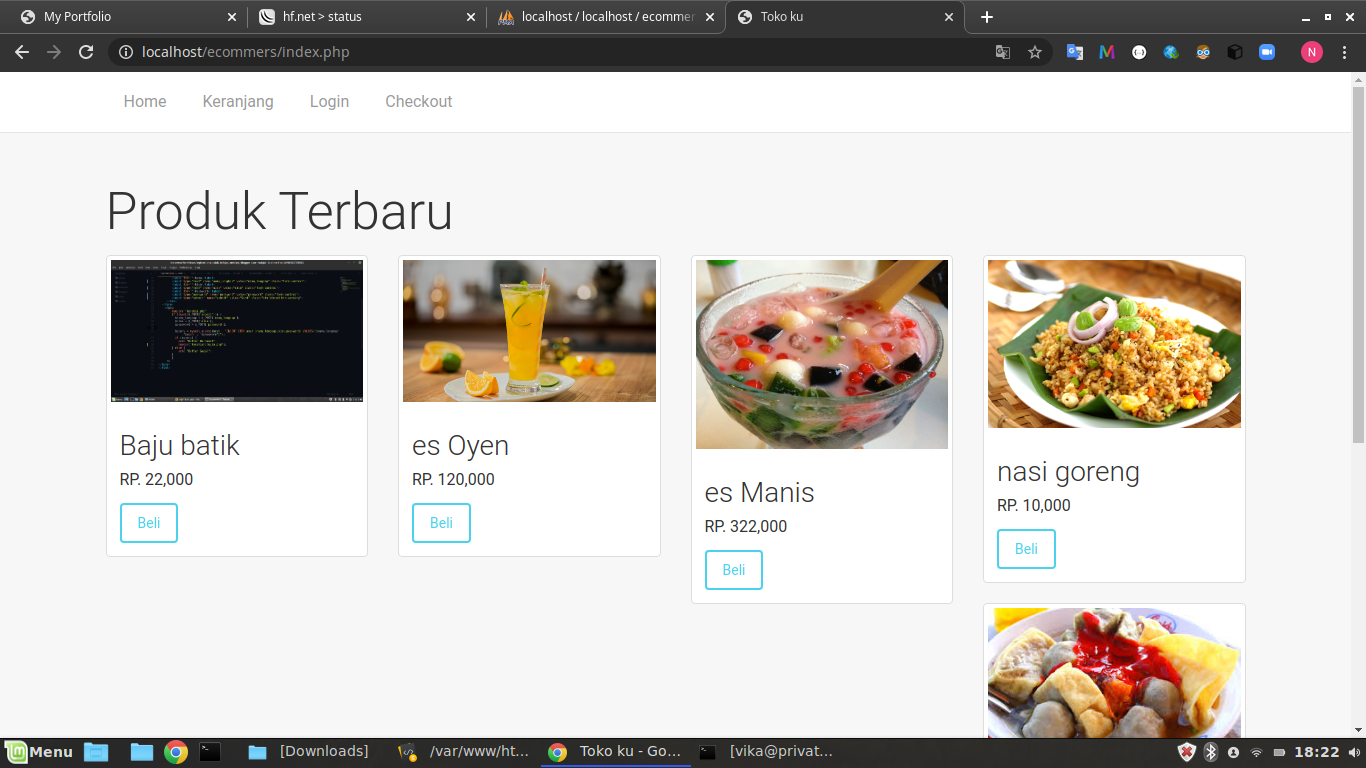 My Portfolio
hf.net > status
localhost / localhost / ecommer
Toko ku
localhost/ecommers/index.php
N
Home Keranjang Login Checkout
Produk Terbaru
Baju batik
RP. 22,000
Beli
es Oyen
RP. 120,000
Beli
es Manis
RP. 322,000
Beli
nasi goreng
RP. 10,000
Beli
Menu [Downloads] /var/www/ht... Toko ku - Go... [vika@privat... 18:22